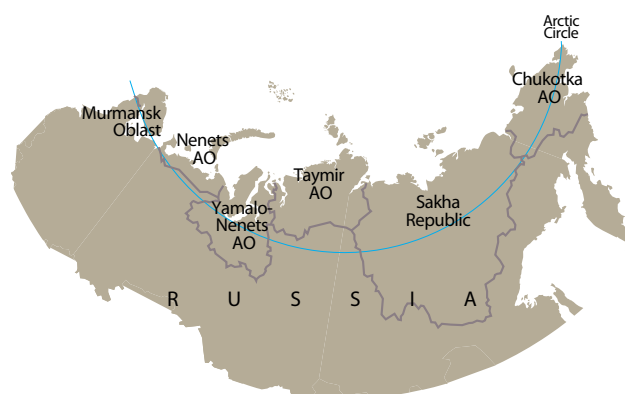 Arctic
Circle
Chukotka
AO
Murmansk
Oblast
Nenets
AO
Taymir
AO
Yamalo-
Nenets
AO
Sakha
Republic
R U S S I A